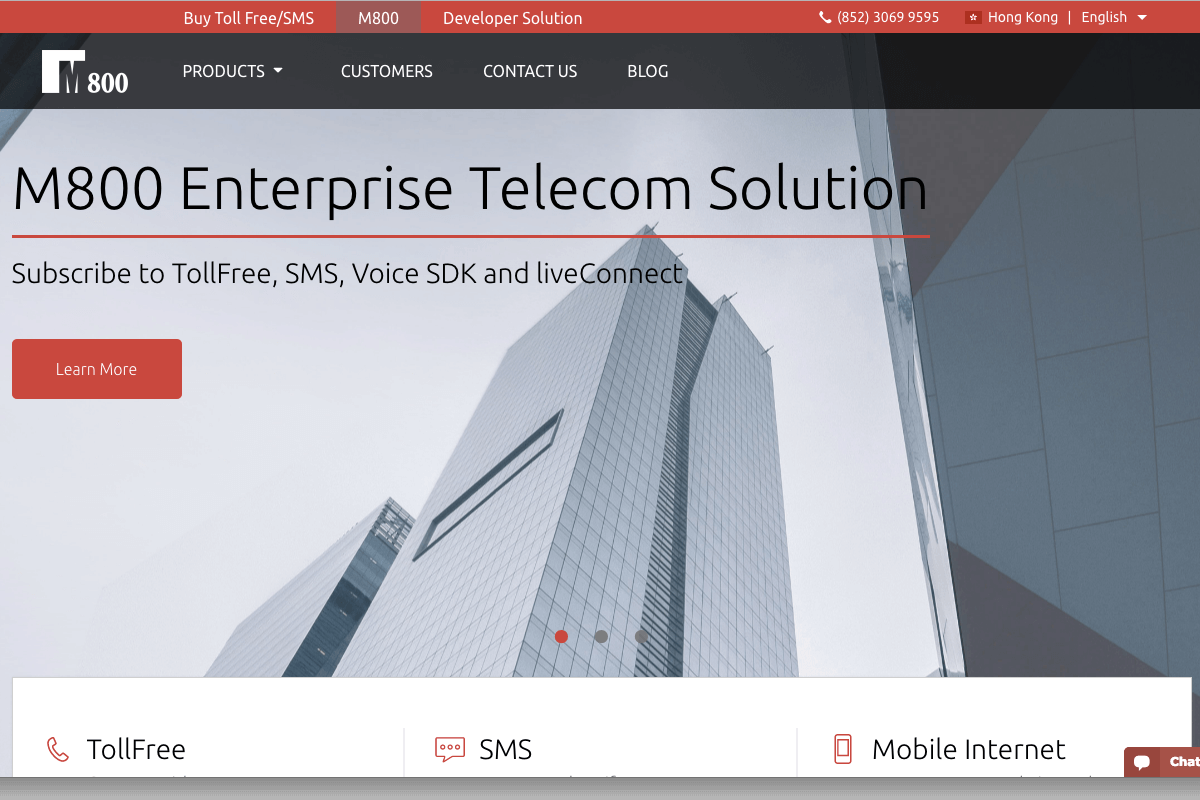 Buy Toll Free/SMS M800 Developer Solution (852) 3069 9595 Hong Kong | English
M800 PRODUCTS CUSTOMERS CONTACT US BLOG
M800 Enterprise Telecom Solution
Subscribe to TollFree, SMS, Voice SDK and liveConnect
Learn More
TollFree SMS Mobile Internet
Chat